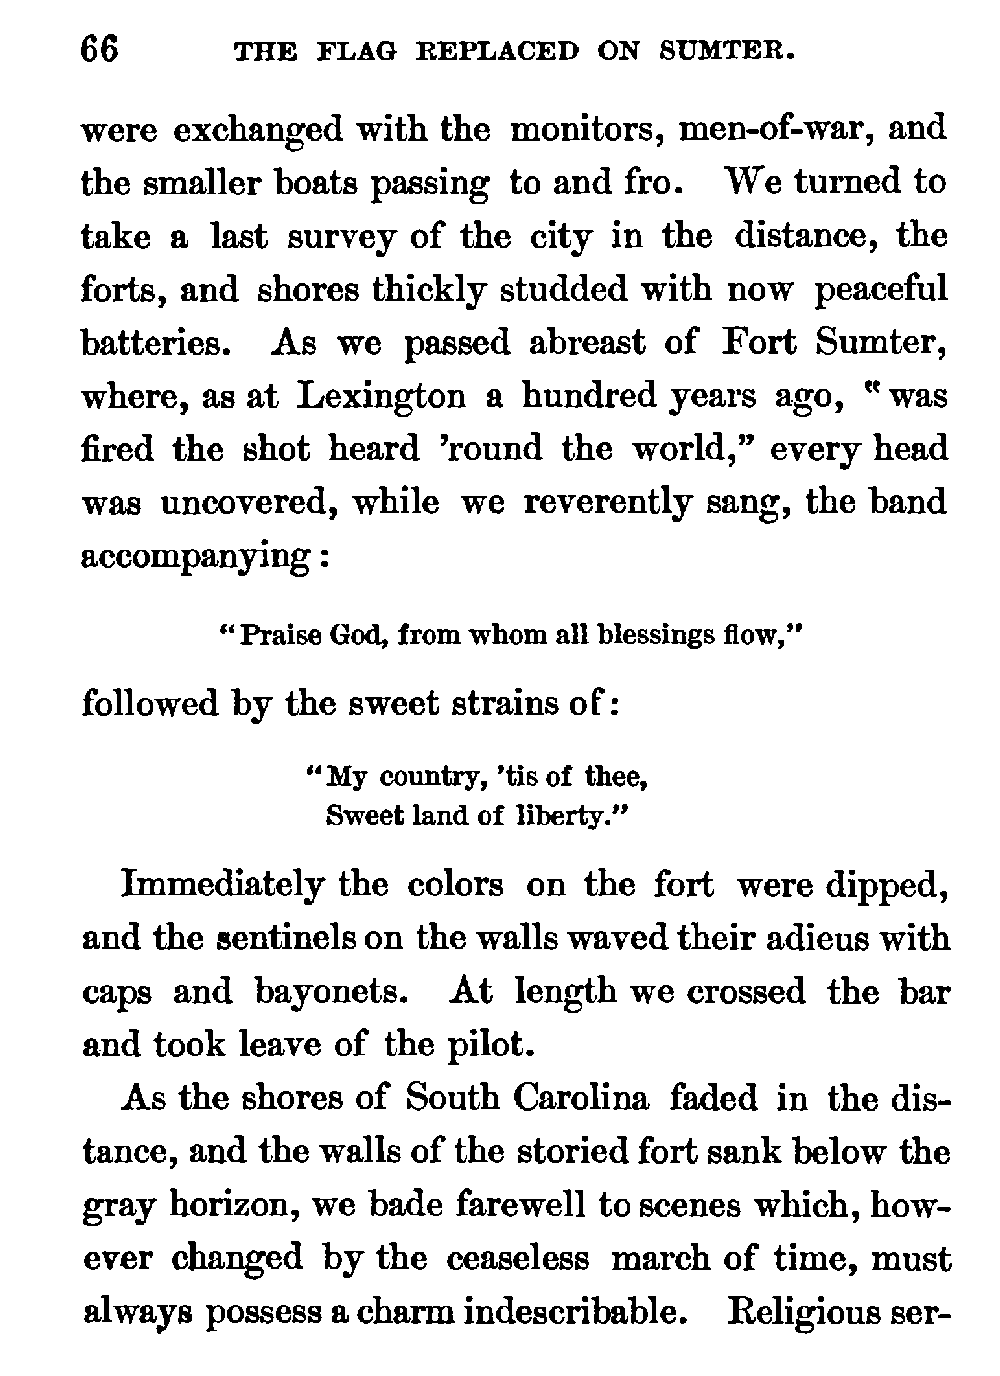 66 THE FLAG REPLACED ON SUMTER.
were exchanged with the monitors, men-of-war, and
the smaller boats passing to and fro. We turned to
take a last survey of the city in the distance, the
forts, and shores thickly studded with now peaceful
batteries. As we passed abreast of Fort Sumter,
where, as at Lexington a hundred years ago, "was
fired the shot heard 'round the world," every head
was uncovered, while we reverently sang, the band
accompanying:
"Praise God, from whom all blessings flow,"
followed by the sweet strains of:
"My country, 'tis of thee,
Sweet land of liberty."
Immediately the colors on the fort were dipped,
and the sentinels on the walls waved their adieus with
caps and bayonets. At length we crossed the bar
and took leave of the pilot.
As the shores of South Carolina faded in the dis-
tance, and the walls of the storied fort sank below the
gray horizon, we bade farewell to scenes which, how-
ever changed by the ceaseless march of time, must
always possess a charm indescribable. Religious ser-